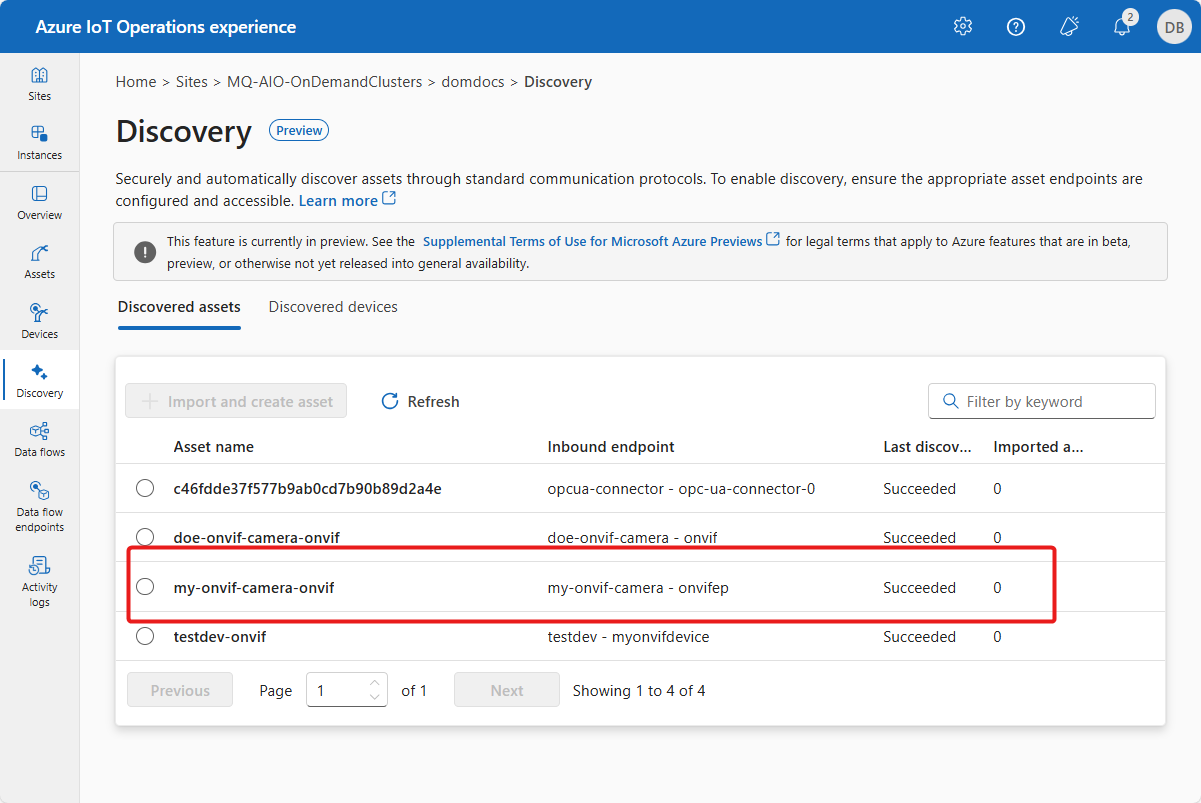 Azure IoT Operations experience
2
DB
Sites
Instances
Overview
Assets
Devices
Discovery
Data flows
Data flow
endpoints
Activity
logs
Home > Sites > MQ-AIO-OnDemandClusters > domdocs > Discovery
Discovery Preview
Securely and automatically discover assets through standard communication protocols. To enable discovery, ensure the appropriate asset endpoints are
configured and accessible. Learn more
This feature is currently in preview. See the Supplemental Terms of Use for Microsoft Azure Previews for legal terms that apply to Azure features that are in beta,
preview, or otherwise not yet released into general availability.
Discovered assets Discovered devices
Import and create asset Refresh Filter by keyword
Asset name Inbound endpoint Last discov... Imported a...
c46fdde37f577b9ab0cd7b90b89d2a4e opcua-connector - opc-ua-connector-0 Succeeded 0
doe-onvif-camera-onvif doe-onvif-camera - onvif Succeeded 0
my-onvif-camera-onvif my-onvif-camera - onvifep Succeeded 0
testdev-onvif testdev - myonvifdevice Succeeded 0
Previous Page 1 of 1 Next Showing 1 to 4 of 4